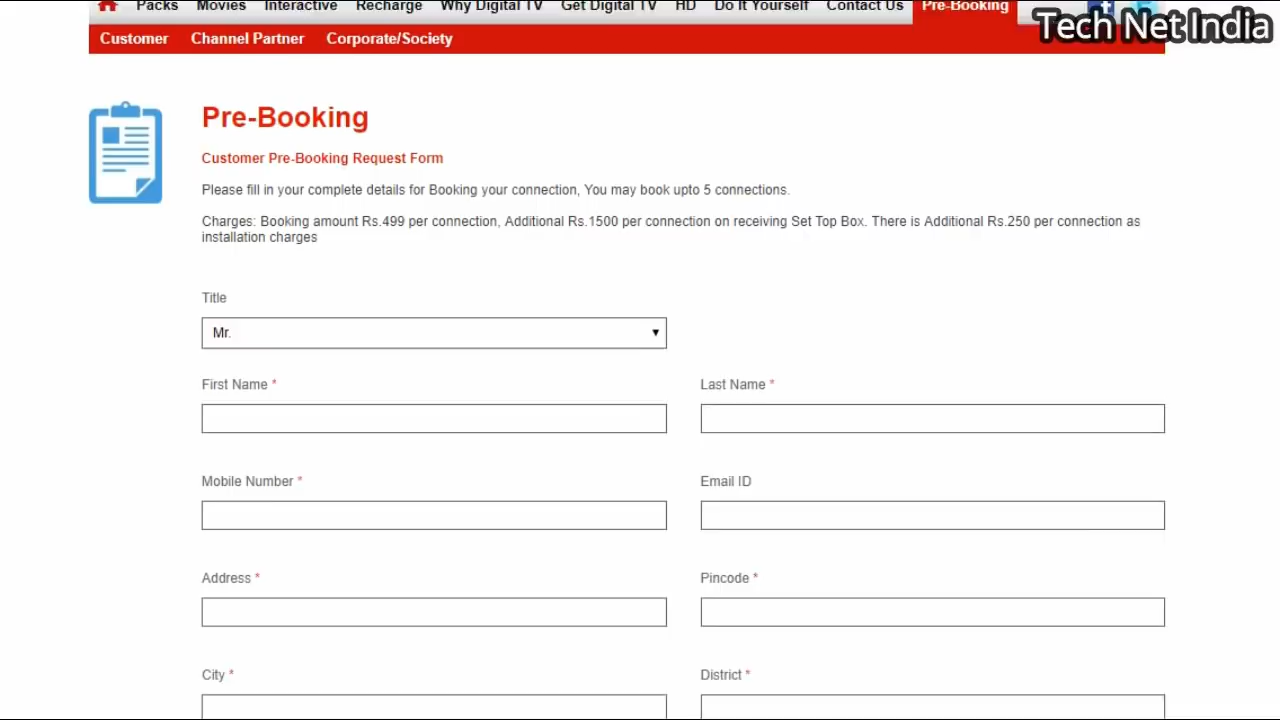 Packs Movies Interactive Recharge Why Digital TV Get Digital TV HD Do It Yourself Contact Us Pre-Booking
Tech Net India
Customer Channel Partner Corporate/Society
Pre-Booking
Customer Pre-Booking Request Form
Please fill in your complete details for Booking your connection, You may book upto 5 connections.
Charges: Booking amount Rs.499 per connection, Additional Rs.1500 per connection on receiving Set Top Box. There is Additional Rs.250 per connection as
installation charges
Title
Mr.
First Name * Last Name *
Mobile Number * Email ID
Address * Pincode *
City * District *